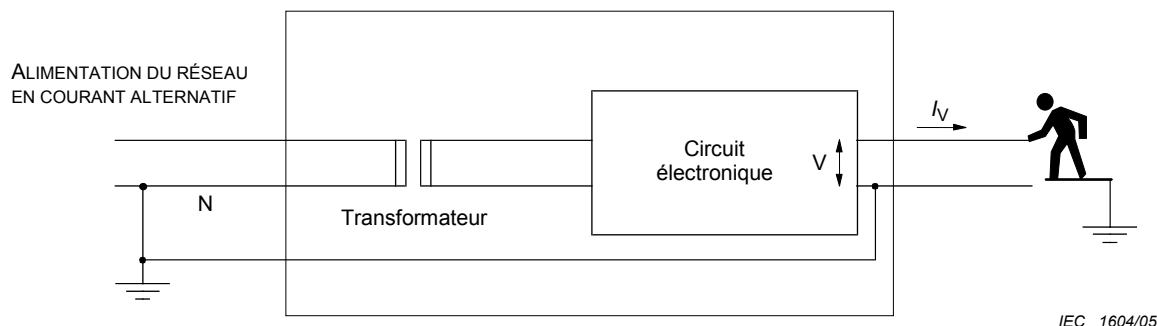 ALIMENTATION DU RÉSEAU
EN COURANT ALTERNATIF
N
Transformateur
Circuit
électronique
V
IV
IEC 1604/05